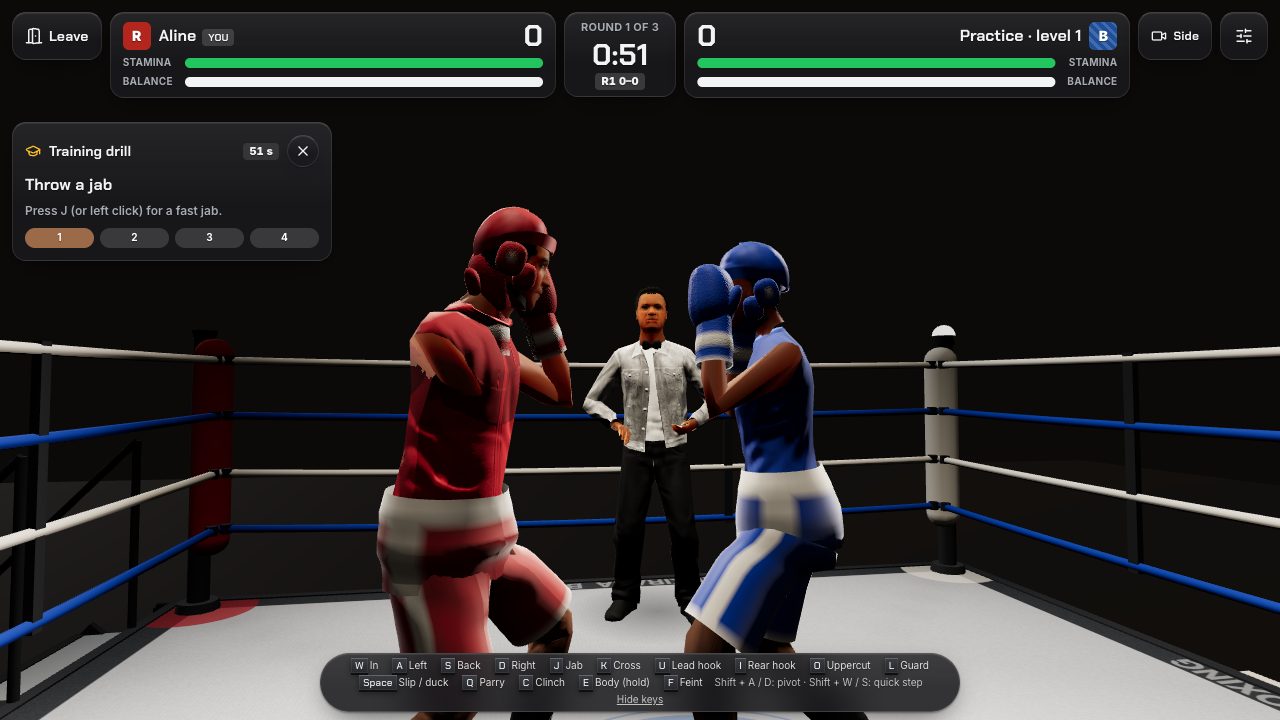 Leave
R Aline YOU 0
STAMINA
BALANCE
ROUND 1 OF 3
0:51
R1 0–0
0 Practice · level 1 B
STAMINA
BALANCE
Side
Training drill 51 s
Throw a jab
Press J (or left click) for a fast jab.
1 2 3 4
W In A Left S Back D Right J Jab K Cross U Lead hook I Rear hook O Uppercut L Guard
Space Slip / duck Q Parry C Clinch E Body (hold) F Feint Shift + A / D: pivot · Shift + W / S: quick step
Hide keys